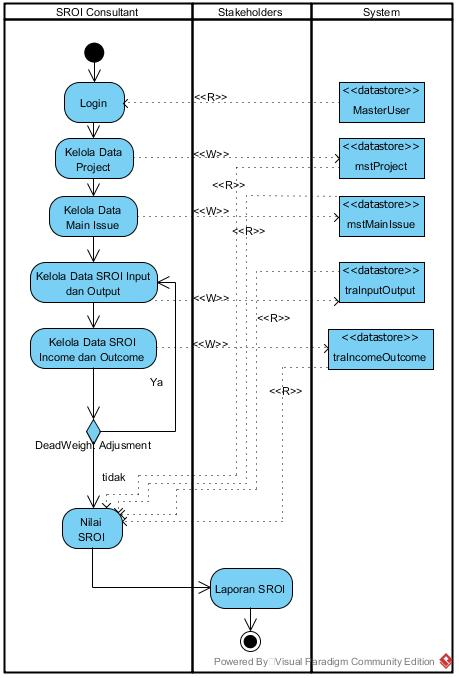 SROI Consultant
Stakeholders
System
Login
<<R>>
<<datastore>>
MasterUser
Kelola Data
Project
<<W>>
<<datastore>>
mstProject
<<R>>
Kelola Data
Main Issue
<<W>>
<<datastore>>
mstMainIssue
<<R>>
Kelola Data SROI Input
dan Output
<<W>>
<<datastore>>
traInputOutput
<<R>>
Kelola Data SROI
Income dan Outcome
<<W>>
<<datastore>>
traIncomeOutcome
<<R>>
Ya
DeadWeight Adjusment
tidak
Nilai
SROI
Laporan SROI
Powered By Visual Paradigm Community Edition